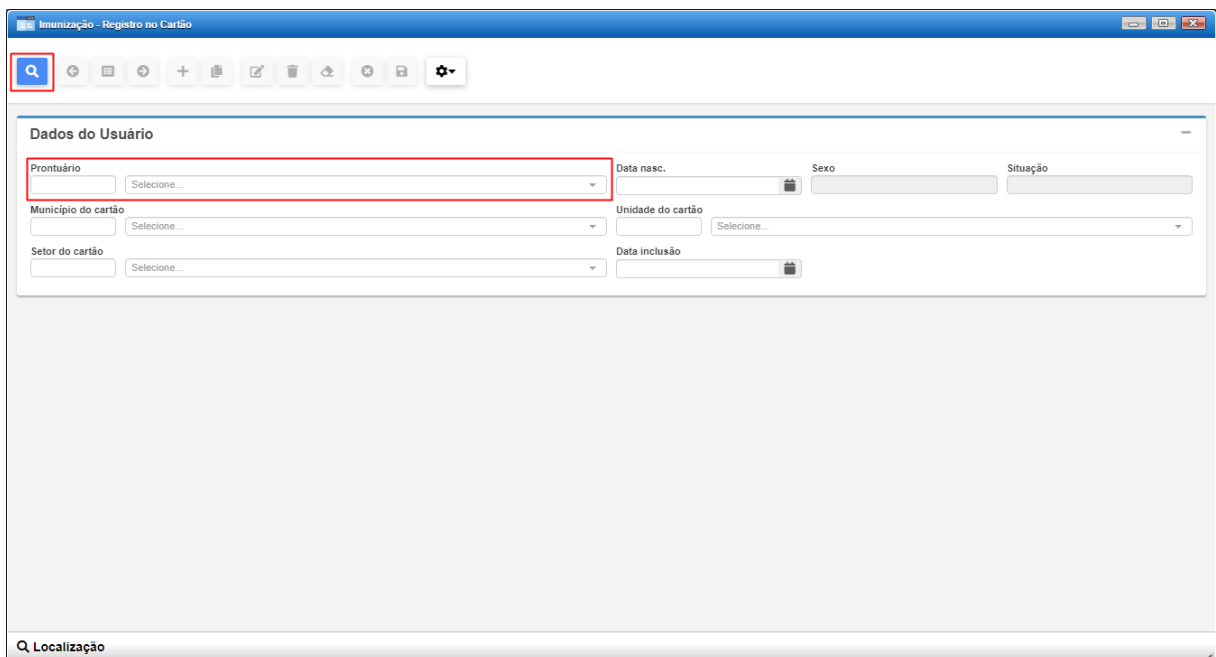 Imunização - Registro no Cartão
Dados do Usuário
Prontuário Data nasc. Sexo Situação
Selecione...
Município do cartão Unidade do cartão
Selecione... Selecione...
Setor do cartão Data inclusão
Selecione...
Localização